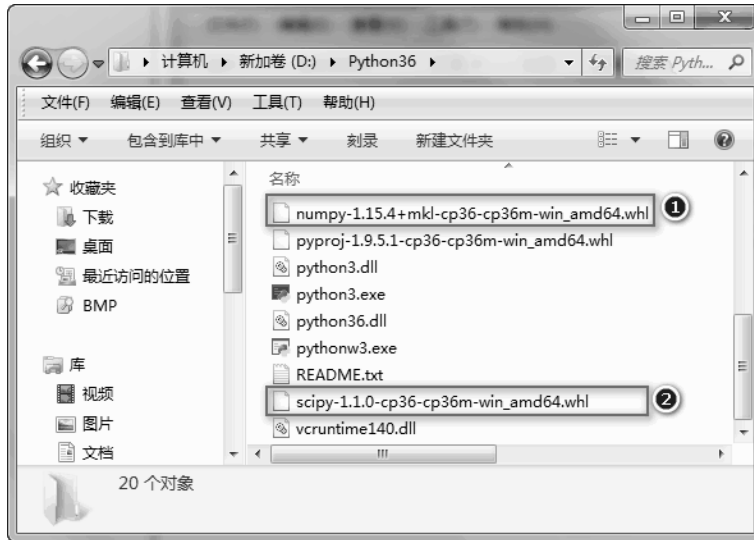 计算机 新加卷 (D:) Python36 搜索 Pyth...
文件(F) 编辑(E) 查看(V) 工具(T) 帮助(H)
组织 包含到库中 共享 刻录 新建文件夹
收藏夹
下载
桌面
最近访问的位置
BMP
库
视频
图片
文档
名称
numpy-1.15.4+mkl-cp36-cp36m-win_amd64.whl ❶
pyproj-1.9.5.1-cp36-cp36m-win_amd64.whl
python3.dll
python3.exe
python36.dll
pythonw3.exe
README.txt
scipy-1.1.0-cp36-cp36m-win_amd64.whl ❷
vcruntime140.dll
20 个对象